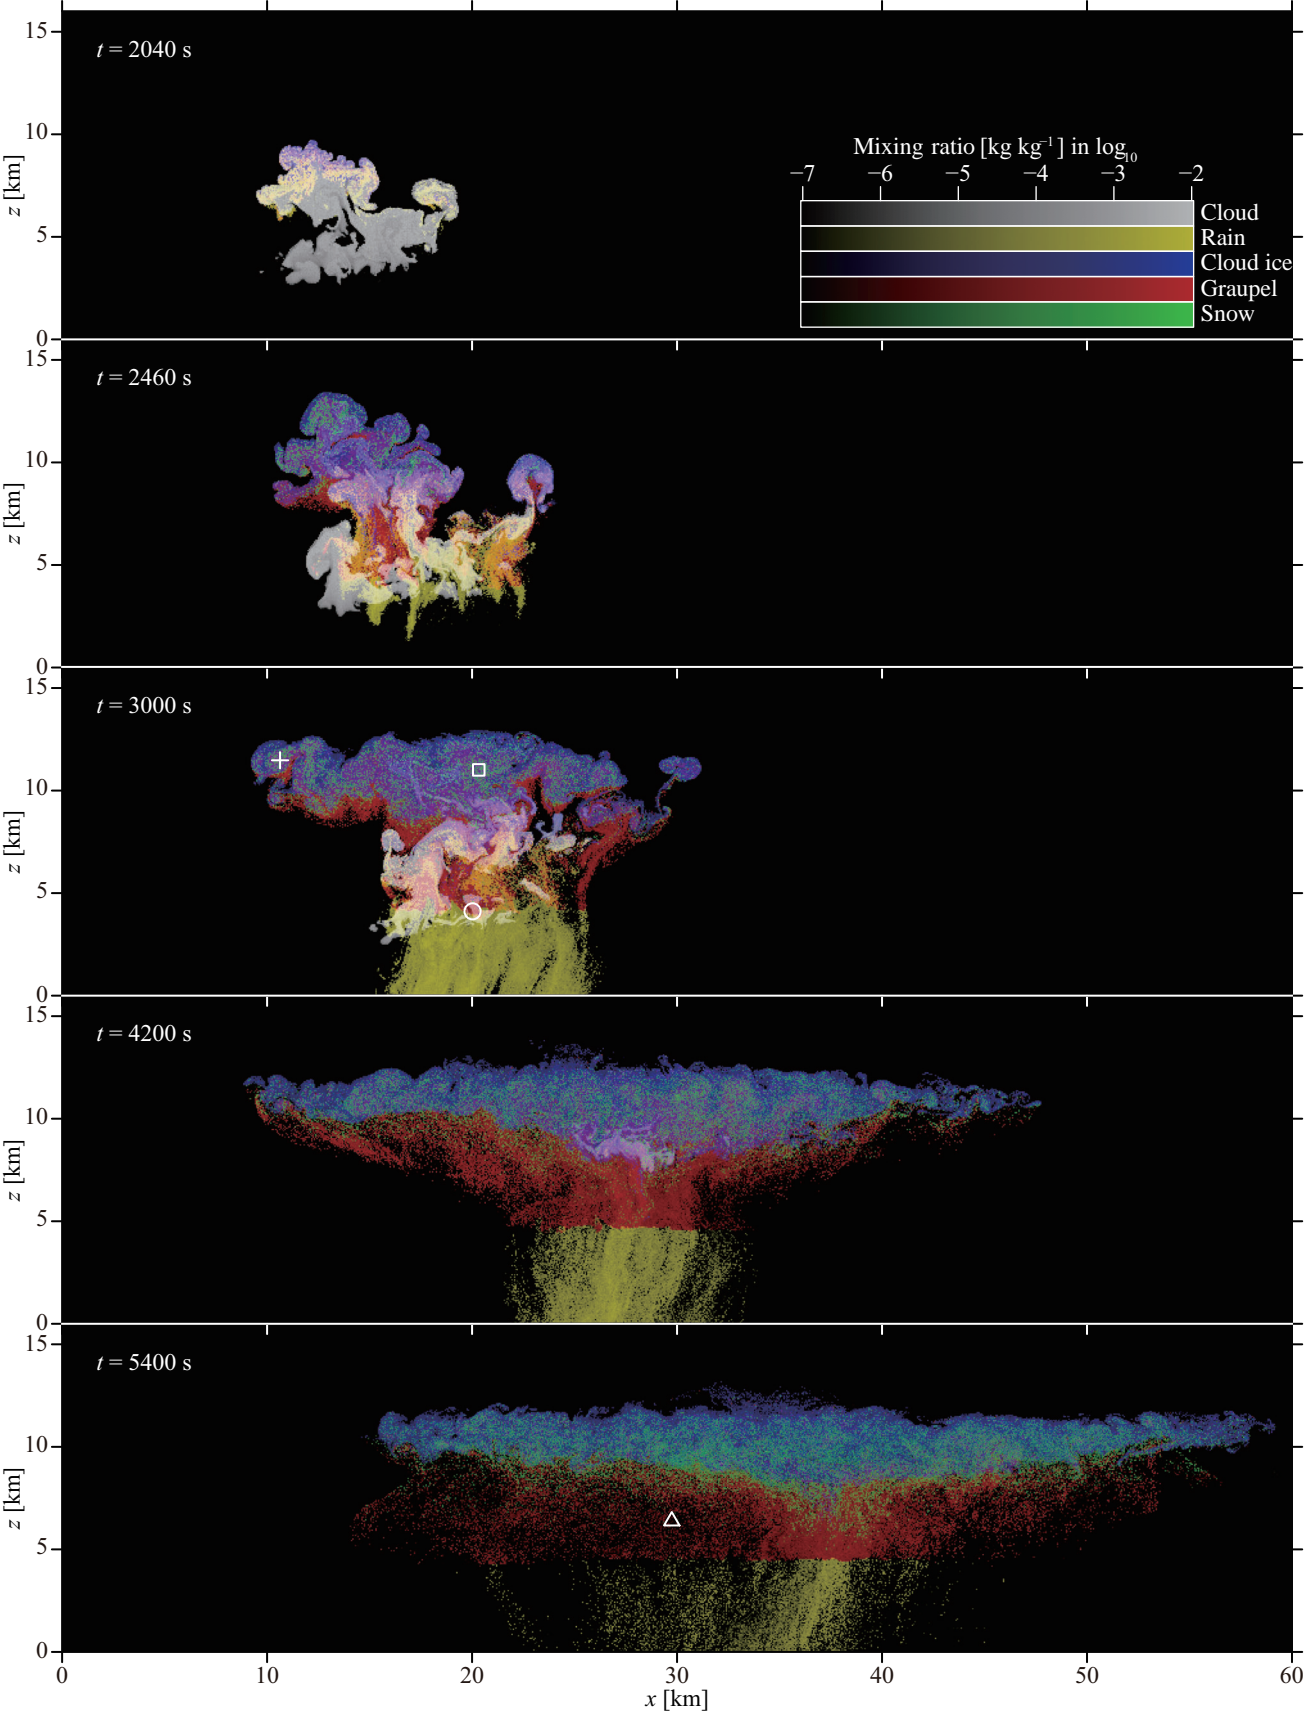 15
t = 2040 s
10
Mixing ratio [kg kg⁻¹] in log₁₀
−7 −6 −5 −4 −3 −2
z [km]
Cloud
5
Rain
Cloud ice
Graupel
Snow
0
15
t = 2460 s
10
z [km]
5
0
15
t = 3000 s
10
z [km]
5
0
15
t = 4200 s
10
z [km]
5
0
15
t = 5400 s
10
z [km]
5
0
0 10 20 30 40 50 60
x [km]